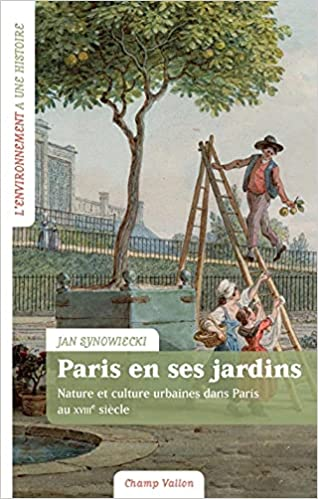 L'ENVIRONNEMENT A UNE HISTOIRE
JAN SYNOWIECKI
Paris en ses jardins
Nature et culture urbaines dans Paris
au XVIIIe siècle
Champ Vallon